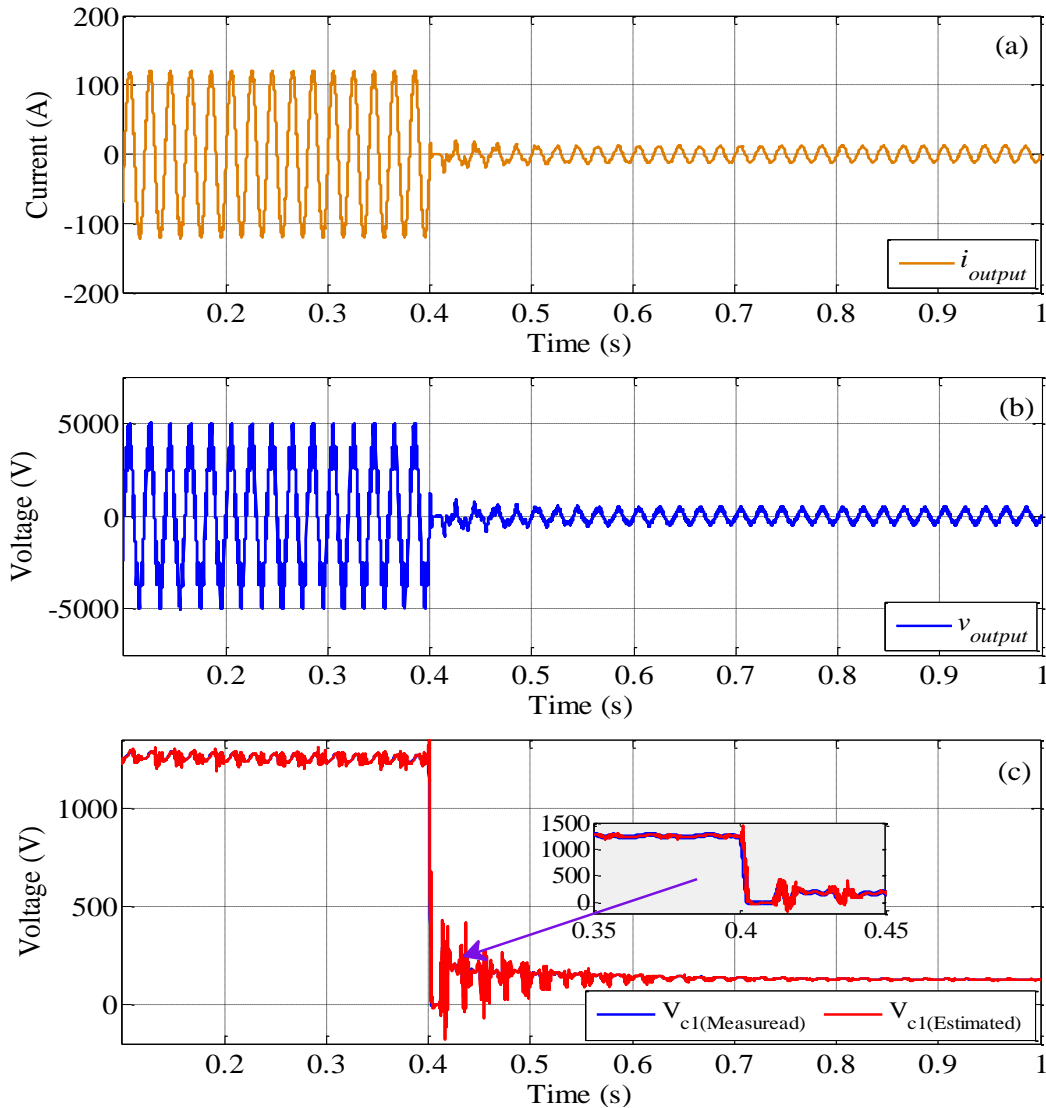 200
100
0
-100
-200
Current (A)
(a)
i_output
0.2 0.3 0.4 0.5 0.6 0.7 0.8 0.9 1
Time (s)
5000
0
-5000
Voltage (V)
(b)
v_output
0.2 0.3 0.4 0.5 0.6 0.7 0.8 0.9 1
Time (s)
1000
500
0
Voltage (V)
(c)
1500
1000
500
0
0.35 0.4 0.45
V_c1(Measuread) V_c1(Estimated)
0.2 0.3 0.4 0.5 0.6 0.7 0.8 0.9 1
Time (s)